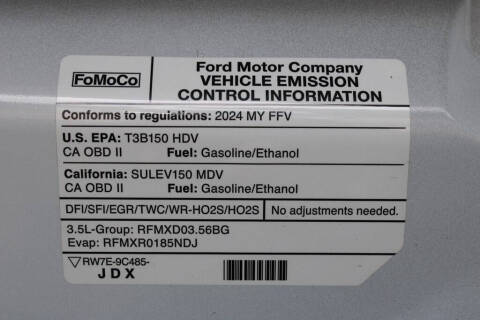 FoMoCo
Ford Motor Company
VEHICLE EMISSION
CONTROL INFORMATION
Conforms to regulations: 2024 MY FFV
U.S. EPA: T3B150 HDV
CA OBD II Fuel: Gasoline/Ethanol
California: SULEV150 MDV
CA OBD II Fuel: Gasoline/Ethanol
DFI/SFI/EGR/TWC/WR-HO2S/HO2S No adjustments needed.
3.5L-Group: RFMXD03.56BG
Evap: RFMXR0185NDJ
RW7E-9C485-
JDX